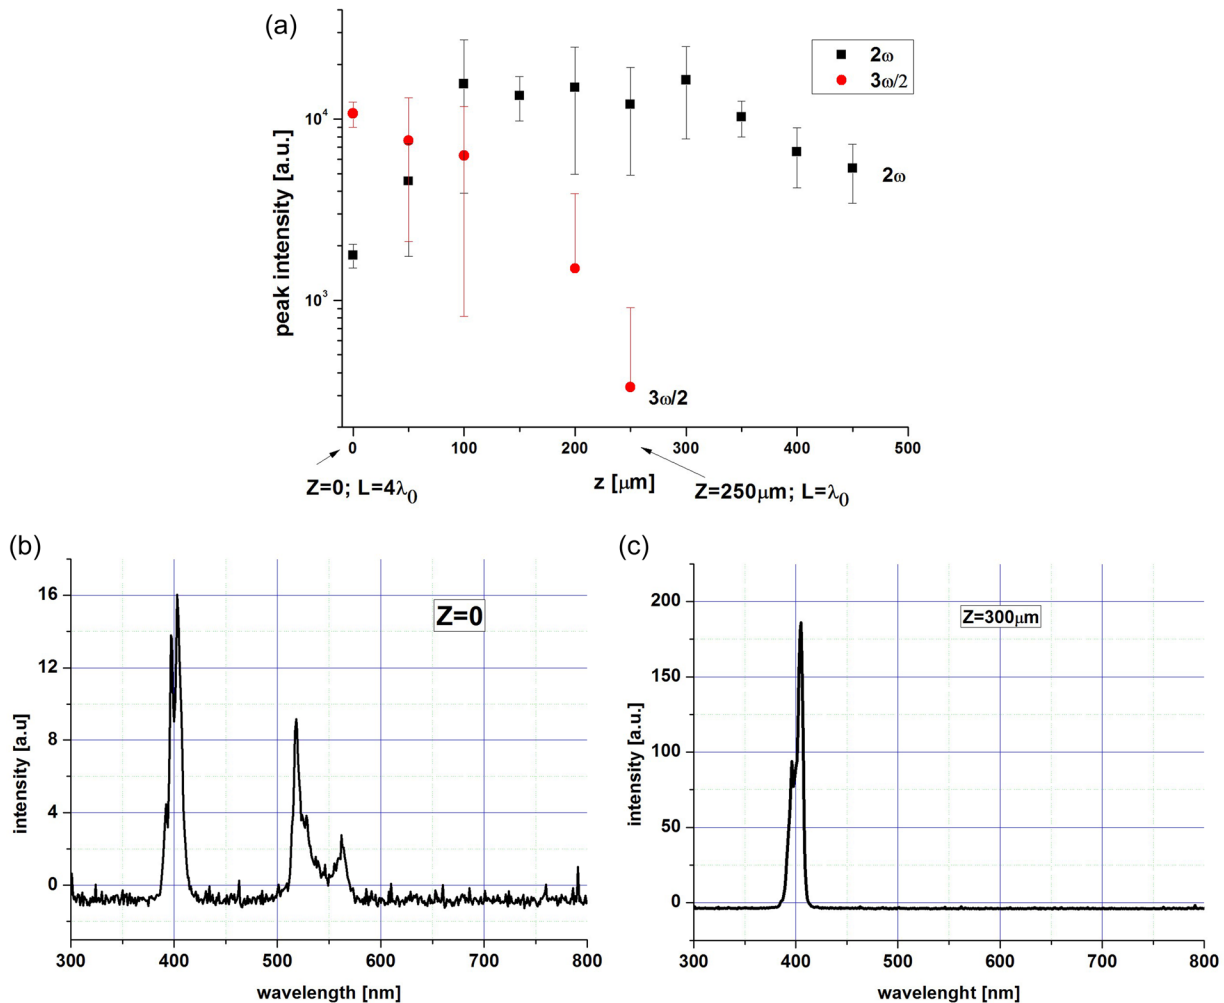 (a)
2ω
3ω/2
peak intensity [a.u.]
10⁴
10³
2ω
3ω/2
0 100 200 300 400 500
z [μm]
Z=0; L=4λ₀
Z=250μm; L=λ₀
(b)
Z=0
intensity [a.u]
16
12
8
4
0
300 400 500 600 700 800
wavelength [nm]
(c)
Z=300μm
intensity [a.u.]
200
150
100
50
0
300 400 500 600 700 800
wavelenght [nm]